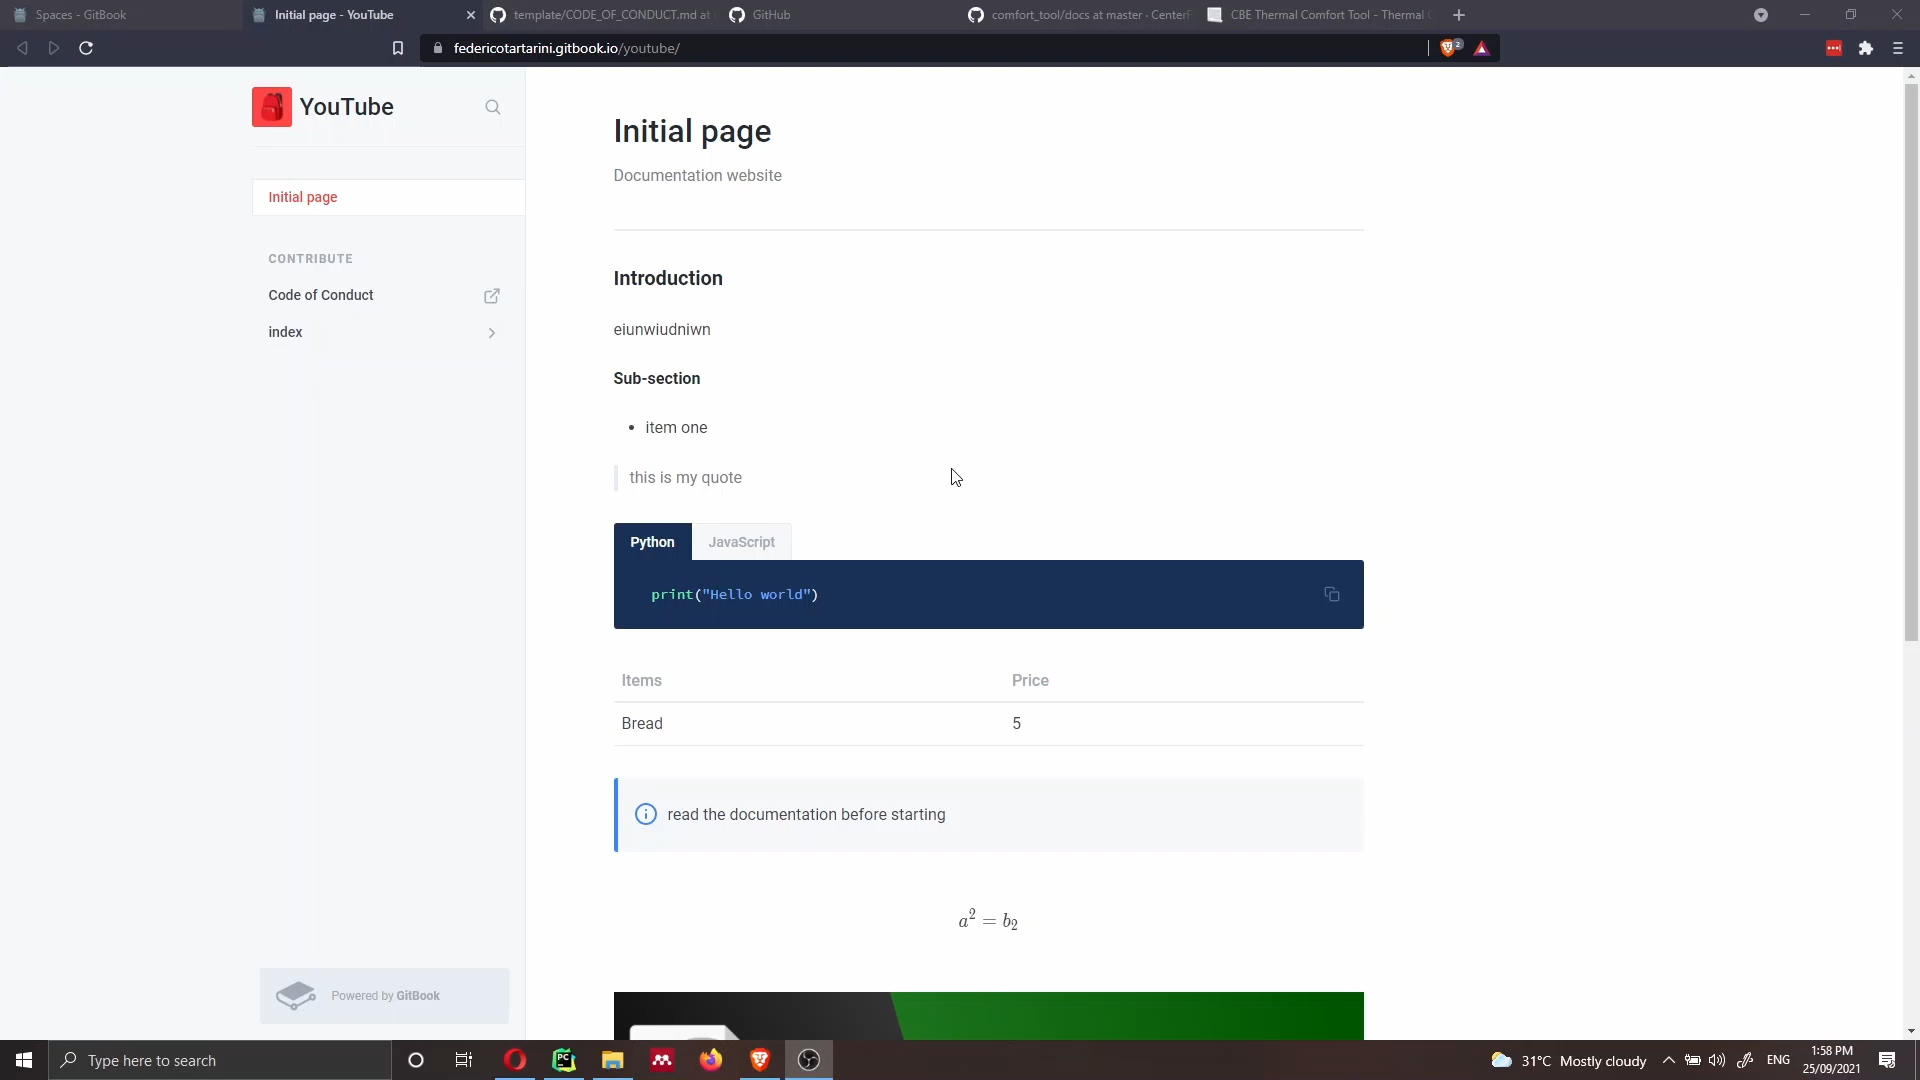 Spaces - GitBook
Initial page - YouTube
template/CODE_OF_CONDUCT.md at
GitHub
comfort_tool/docs at master · CenterF
CBE Thermal Comfort Tool - Thermal C
federicotartarini.gitbook.io/youtube/
2
YouTube
Initial page
CONTRIBUTE
Code of Conduct
index
Powered by GitBook
Initial page
Documentation website
Introduction
eiunwiudniwn
Sub-section
• item one
this is my quote
Python JavaScript
print("Hello world")
Items Price
Bread 5
read the documentation before starting
a² = b₂
Type here to search
PC
31°C Mostly cloudy
ENG
1:58 PM
25/09/2021